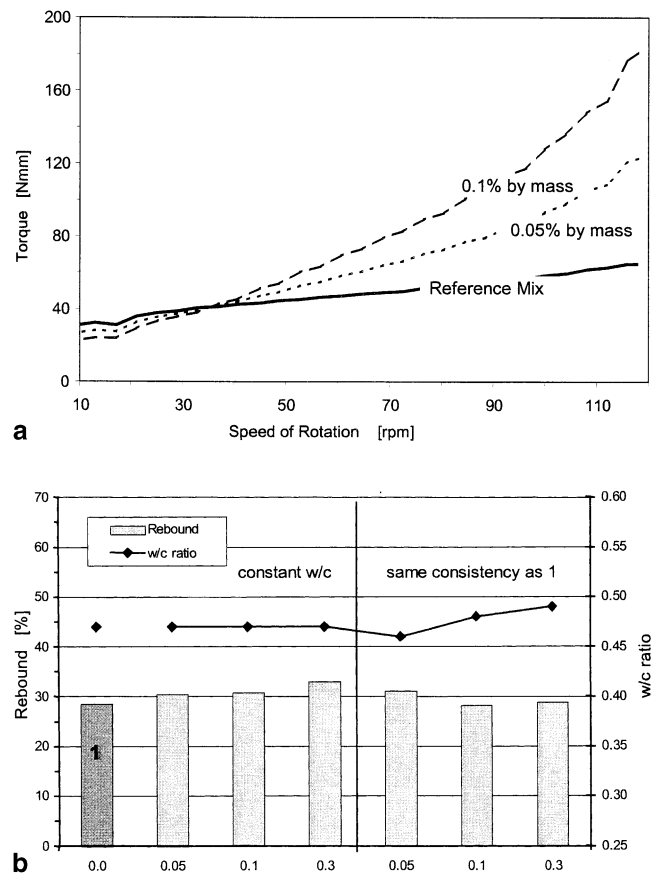 200
160
120
80
40
0
Torque [Nmm]
0.1% by mass
0.05% by mass
Reference Mix
10 30 50 70 90 110
Speed of Rotation [rpm]
a
70
60
50
40
30
20
10
0
Rebound [%]
Rebound
w/c ratio
constant w/c
same consistency as 1
1
0.60
0.55
0.50
0.45
0.40
0.35
0.30
0.25
w/c ratio
0.0 0.05 0.1 0.3 0.05 0.1 0.3
b